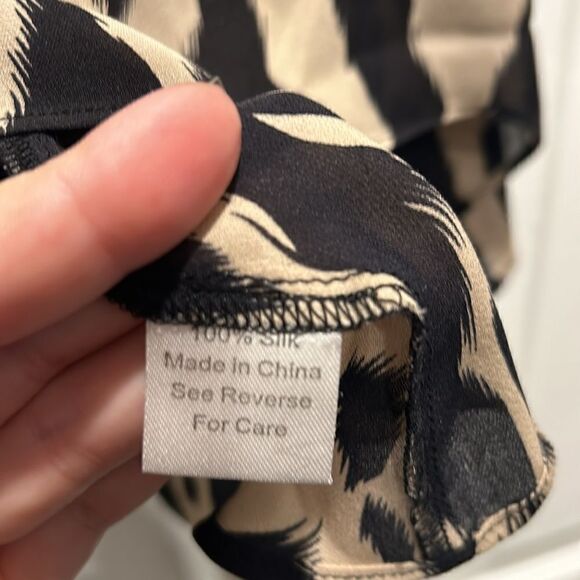 100% Silk
Made in China
See Reverse
For Care